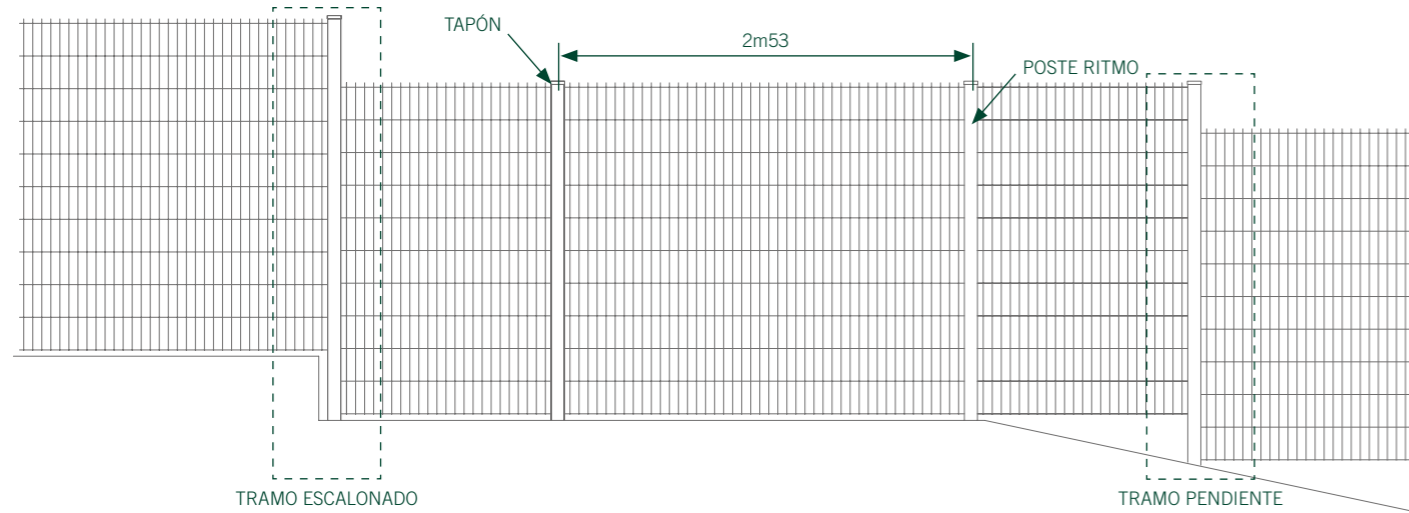 TAPÓN
2m53
POSTE RITMO
TRAMO ESCALONADO
TRAMO PENDIENTE